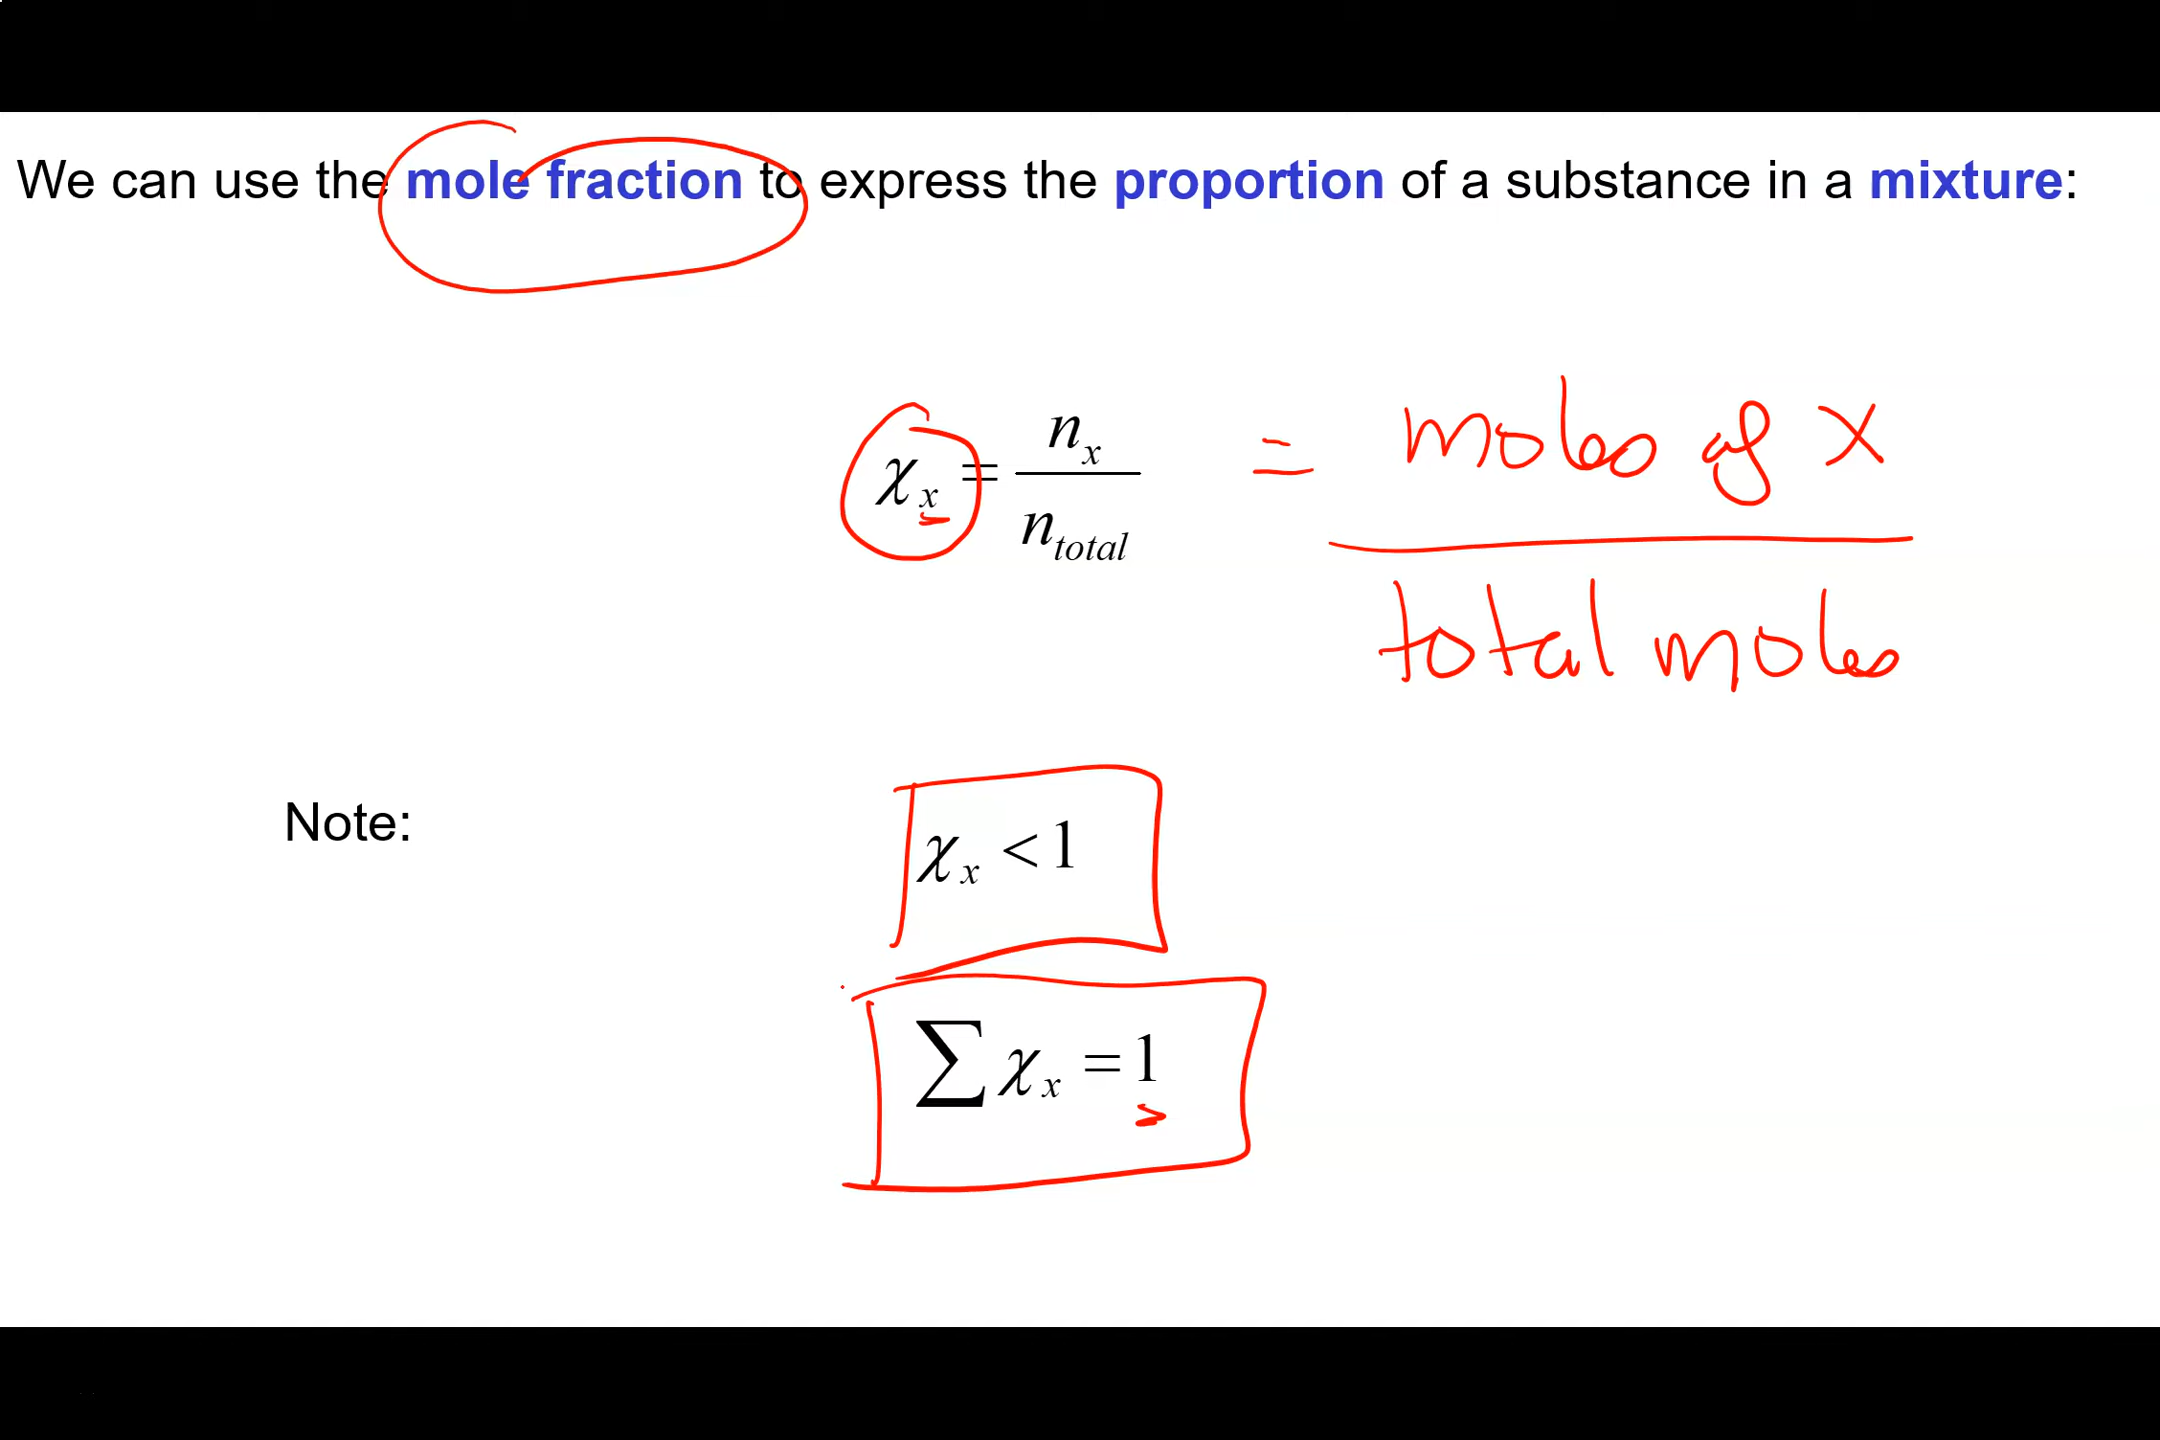 We can use the mole fraction to express the proportion of a substance in a mixture:
χₓ = nₓ / n_total = moles of X / total moles
Note:
χₓ < 1
∑ χₓ = 1